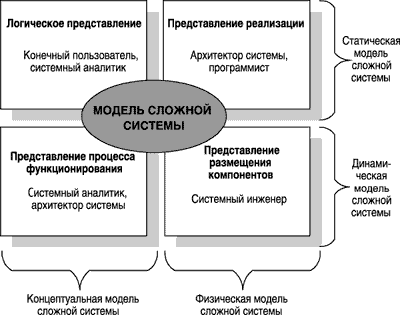 Логическое представление
Конечный пользователь,
системный аналитик
Представление реализации
Архитектор системы,
программист
Статическая
модель
сложной
системы
МОДЕЛЬ СЛОЖНОЙ
СИСТЕМЫ
Представление процесса
функционирования
Системный аналитик,
архитектор системы
Представление
размещения
компонентов
Системный инженер
Динами-
ческая
модель
сложной
системы
Концептуальная модель
сложной системы
Физическая модель
сложной системы